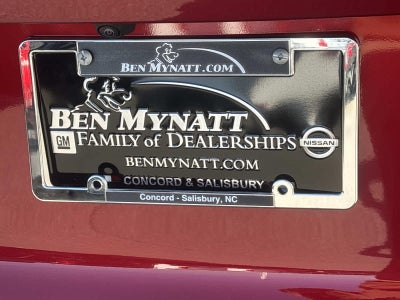 BEN MYNATT.COM
BEN MYNATT
GM FAMILY of DEALERSHIPS NISSAN
BENMYNATT.COM
CONCORD & SALISBURY
Concord - Salisbury, NC